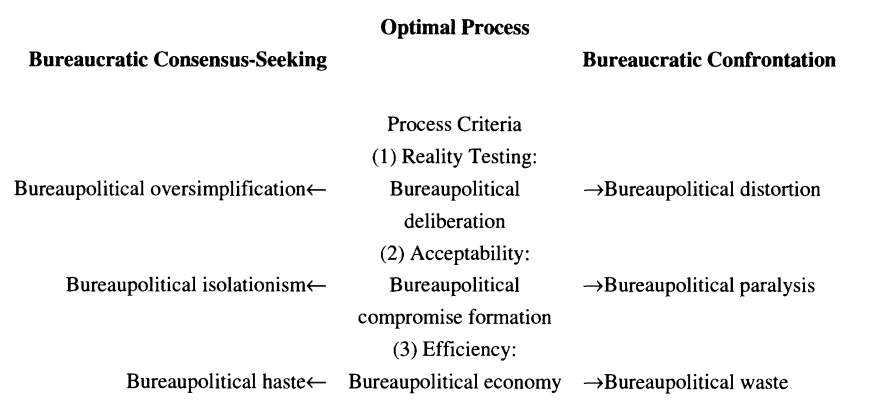 Optimal Process
Bureaucratic Consensus-Seeking Bureaucratic Confrontation
Process Criteria
(1) Reality Testing:
Bureaupolitical oversimplification← Bureaupolitical →Bureaupolitical distortion
deliberation
(2) Acceptability:
Bureaupolitical isolationism← Bureaupolitical →Bureaupolitical paralysis
compromise formation
(3) Efficiency:
Bureaupolitical haste← Bureaupolitical economy →Bureaupolitical waste